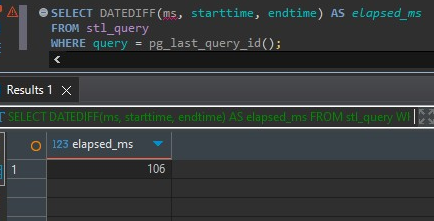 SELECT DATEDIFF(ms, starttime, endtime) AS elapsed_ms
FROM stl_query
WHERE query = pg_last_query_id();
Results 1
SELECT DATEDIFF(ms, starttime, endtime) AS elapsed_ms FROM stl_query WI
123 elapsed_ms
1 106